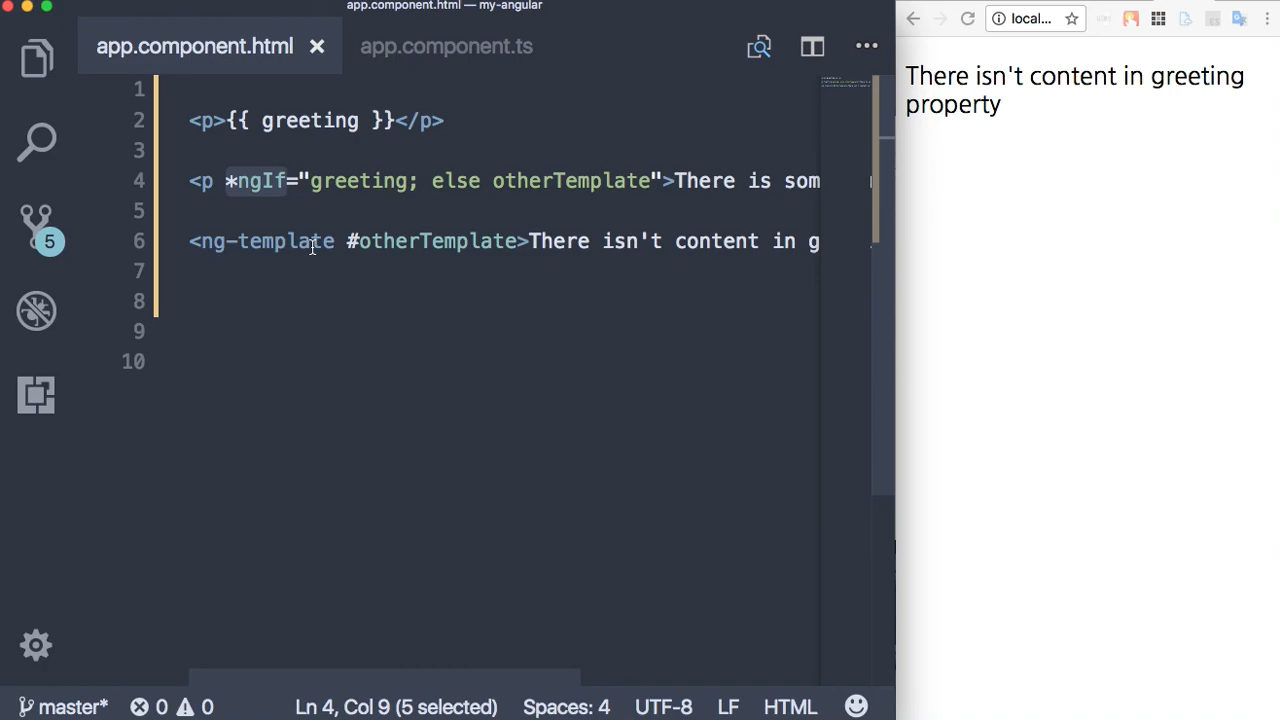 app.component.html — my-angular
app.component.html
app.component.ts
1
2 <p>{{ greeting }}</p>
3
4 <p *ngIf="greeting; else otherTemplate">There is som
5
6 <ng-template #otherTemplate>There isn't content in g
7
8
9
10
5
master* 0 0 Ln 4, Col 9 (5 selected) Spaces: 4 UTF-8 LF HTML
local...
There isn't content in greeting
property